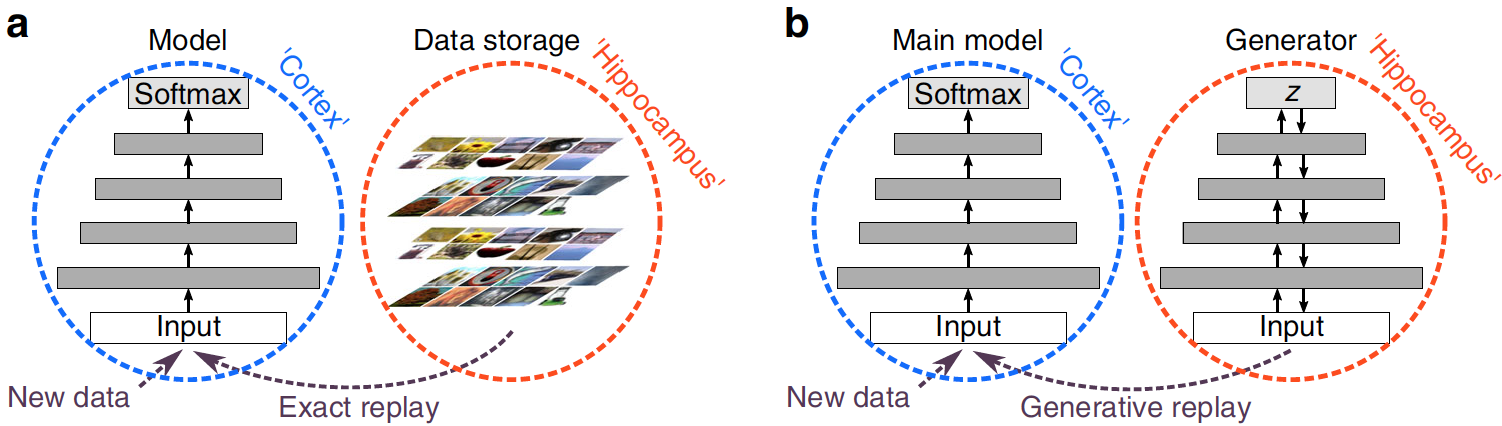 a
Model
Data storage
'Cortex'
'Hippocampus'
Softmax
Input
New data
Exact replay
b
Main model
Generator
'Cortex'
'Hippocampus'
Softmax
z
Input
Input
New data
Generative replay